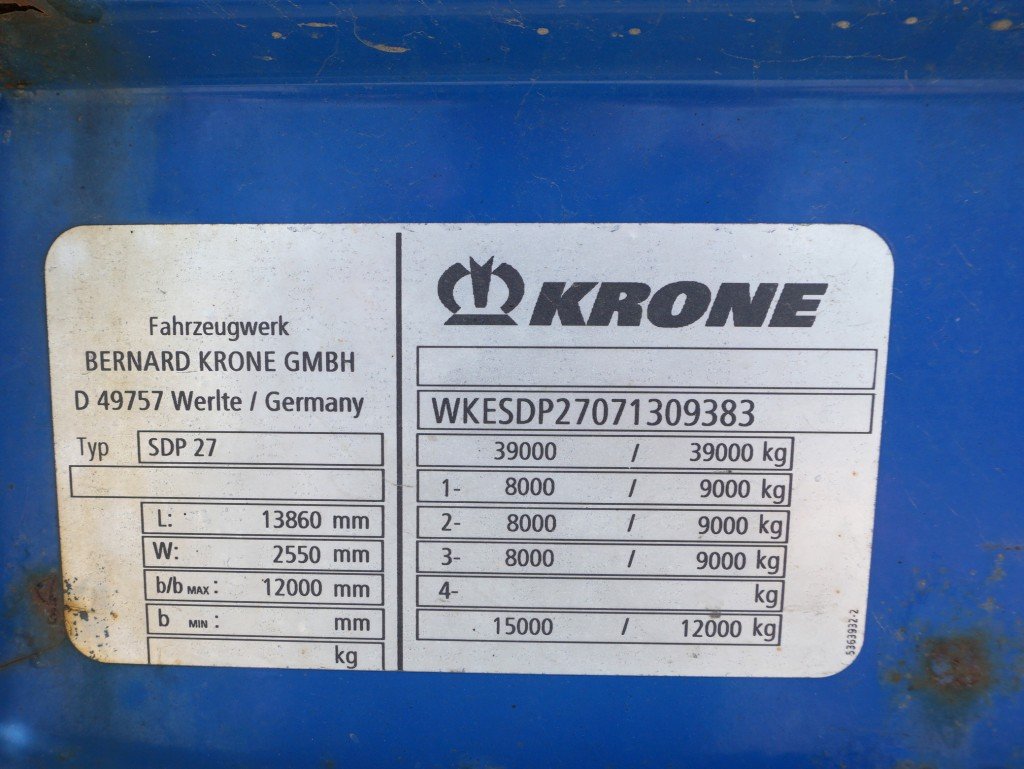 Fahrzeugwerk
BERNARD KRONE GMBH
D 49757 Werlte / Germany
Typ SDP 27
L: 13860 mm
W: 2550 mm
b/b MAX : 12000 mm
b MIN : mm
kg
KRONE
WKESDP27071309383
39000 / 39000 kg
1- 8000 / 9000 kg
2- 8000 / 9000 kg
3- 8000 / 9000 kg
4- kg
15000 / 12000 kg
5363932-2